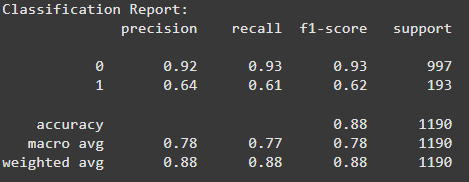 Classification Report:
precision recall f1-score support
0 0.92 0.93 0.93 997
1 0.64 0.61 0.62 193
accuracy 0.88 1190
macro avg 0.78 0.77 0.78 1190
weighted avg 0.88 0.88 0.88 1190